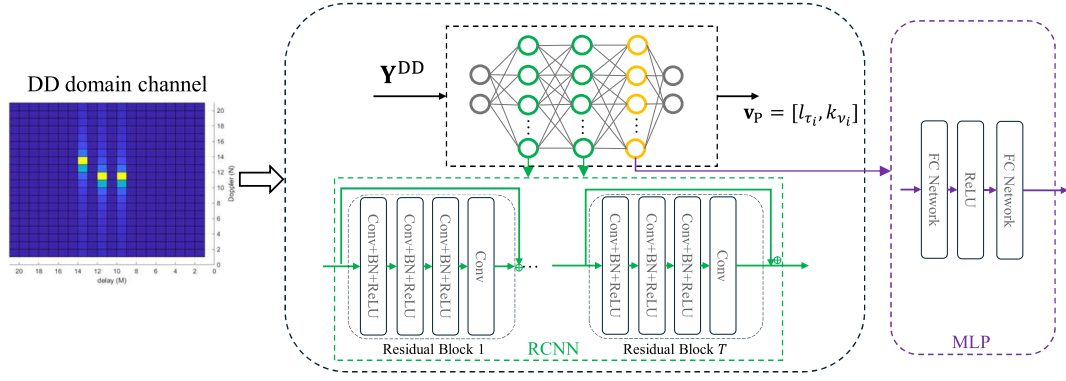 DD domain channel
20
18
16
14
12
10
8
6
4
2
0
Doppler (N)
20 18 16 14 12 10 8 6 4 2 0
delay (M)
𝐘^DD
⋮
𝐯_P = [l_{τ_i}, k_{ν_i}]
Conv+BN+ReLU
Conv+BN+ReLU
Conv+BN+ReLU
Conv
⊕ ...
Residual Block 1
RCNN
Conv+BN+ReLU
Conv+BN+ReLU
Conv+BN+ReLU
Conv
⊕
Residual Block T
FC Network
ReLU
FC Network
MLP